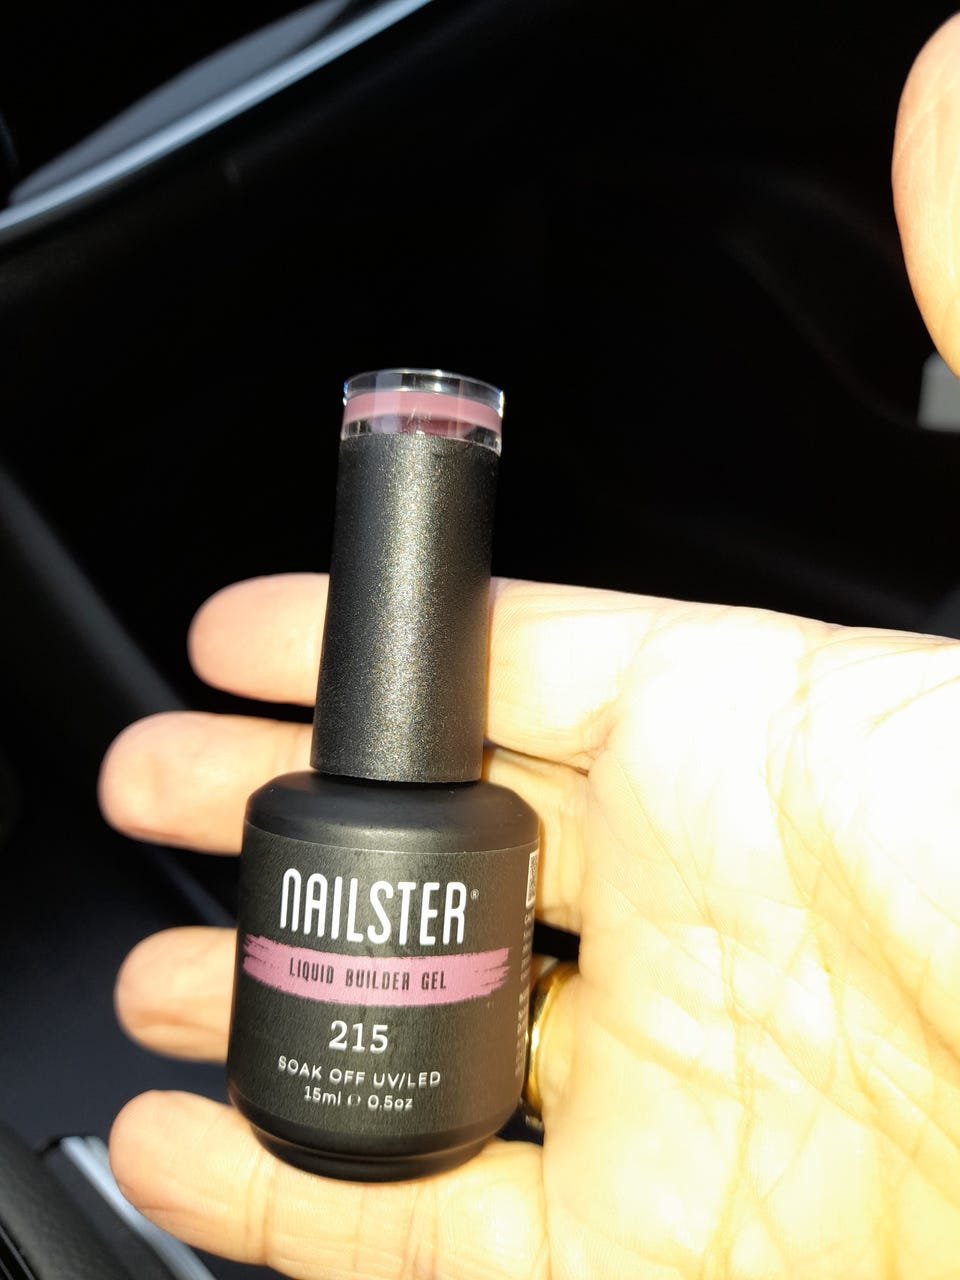 NAILSTER®
LIQUID BUILDER GEL
215
SOAK OFF UV/LED
15ml ℮ 0.5oz